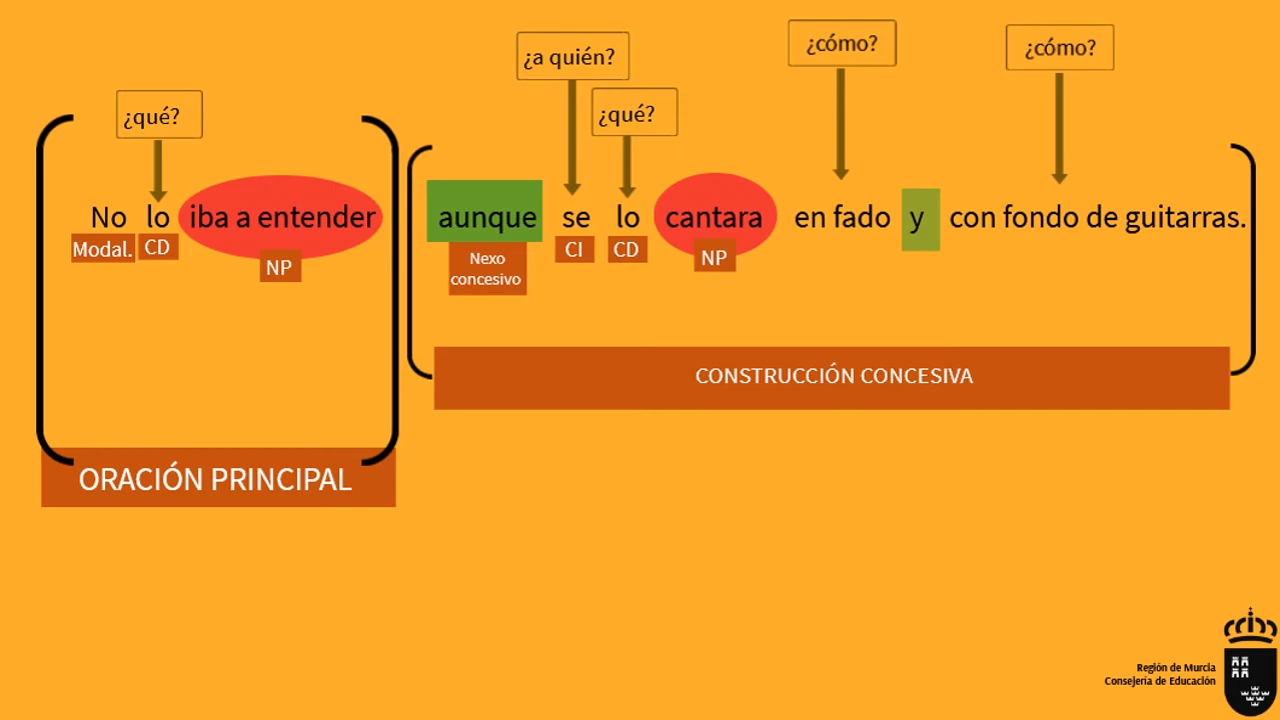 ¿a quién?
¿cómo?
¿cómo?
¿qué?
¿qué?
No lo iba a entender aunque se lo cantara en fado y con fondo de guitarras.
Modal. CD NP Nexo concesivo CI CD NP
CONSTRUCCIÓN CONCESIVA
ORACIÓN PRINCIPAL
Región de Murcia
Consejería de Educación